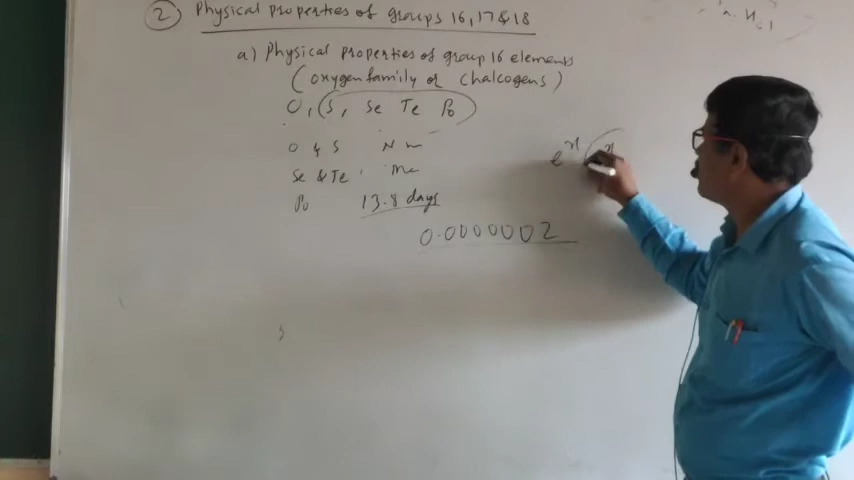 2 Physical properties of groups 16, 17 & 18
a) Physical properties of group 16 elements
(oxygen family or chalcogens)
O, (S, Se Te Po)
O & S N m
Se & Te, Me
Po 13.8 days
0.0000002